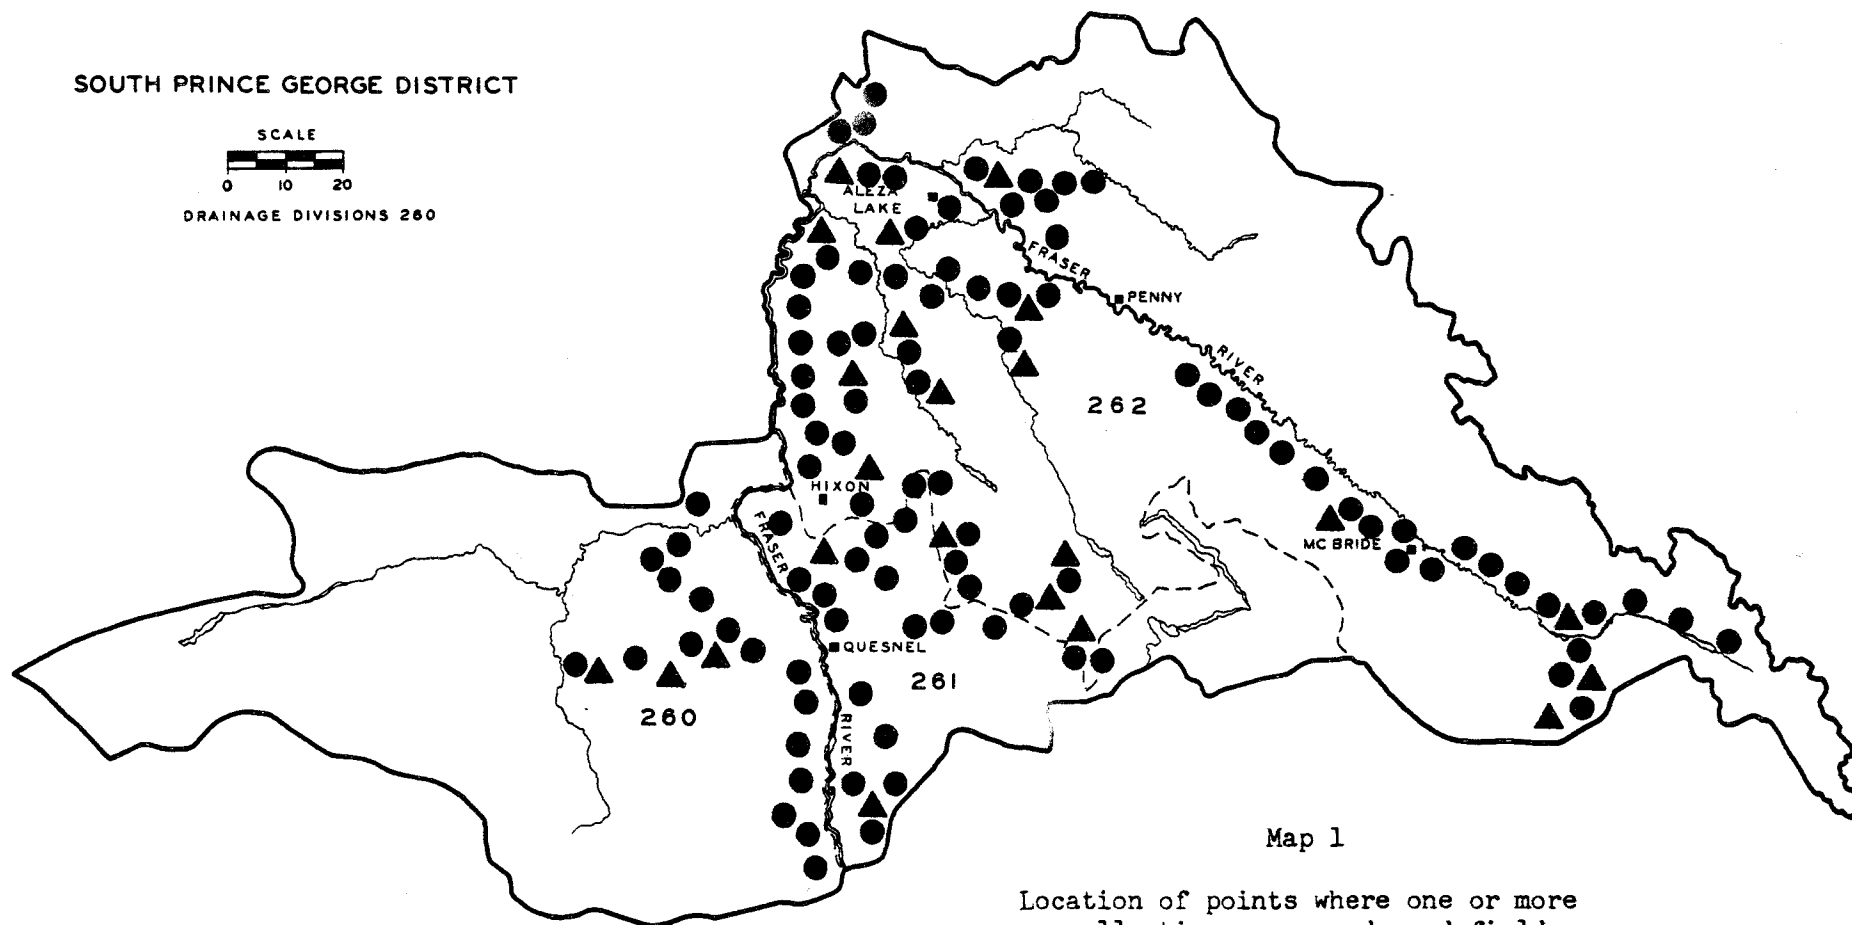 SOUTH PRINCE GEORGE DISTRICT
SCALE
0 10 20
DRAINAGE DIVISIONS 260
ALEZA
LAKE
FRASER
PENNY
RIVER
262
HIXON
FRASER
MC BRIDE
QUESNEL
261
260
RIVER
Map 1
Location of points where one or more